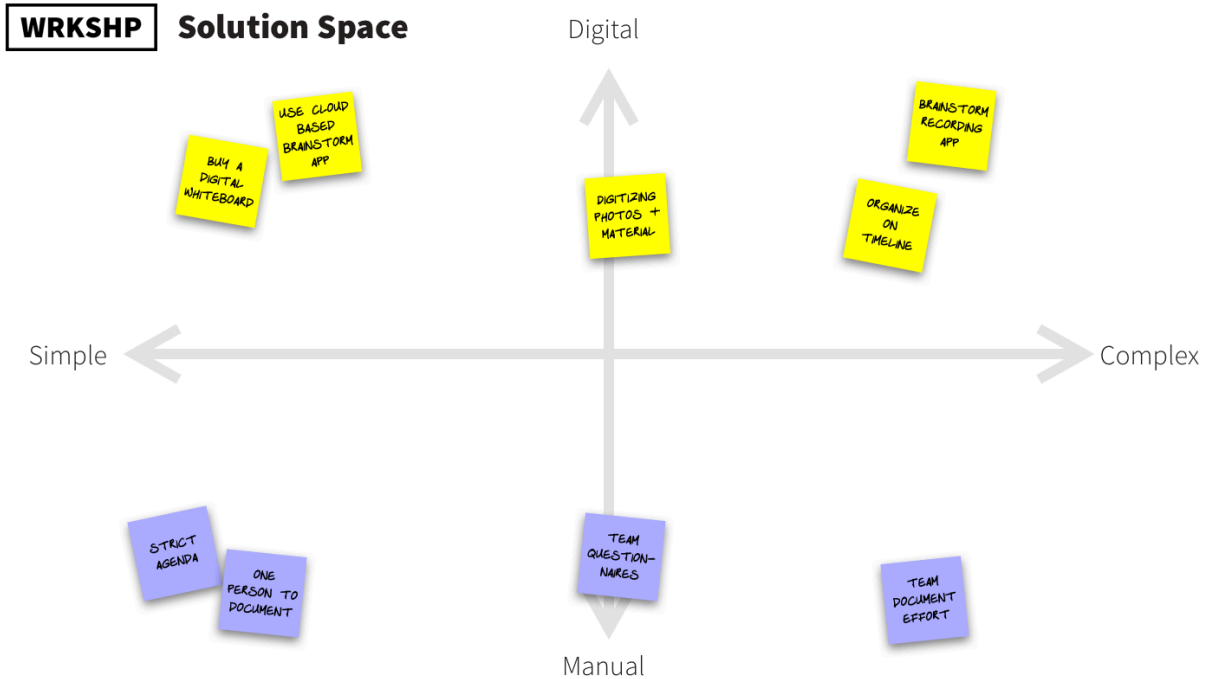 WRKSHP Solution Space
Digital
USE CLOUD
BASED
BRAINSTORM
APP
BUY A
DIGITAL
WHITEBOARD
DIGITIZING
PHOTOS +
MATERIAL
BRAINSTORM
RECORDING
APP
ORGANIZE
ON
TIMELINE
Simple
Complex
STRICT
AGENDA
ONE
PERSON TO
DOCUMENT
TEAM
QUESTION-
NAIRES
TEAM
DOCUMENT
EFFORT
Manual